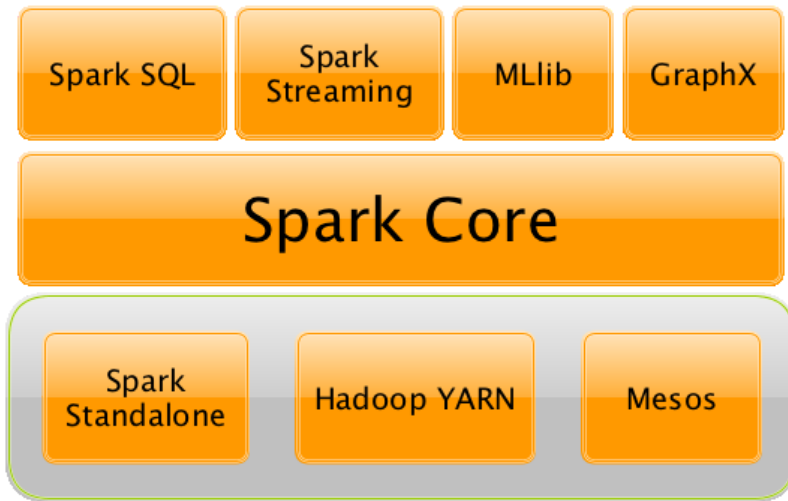 Spark SQL
Spark
Streaming
MLlib
GraphX
Spark Core
Spark
Standalone
Hadoop YARN
Mesos